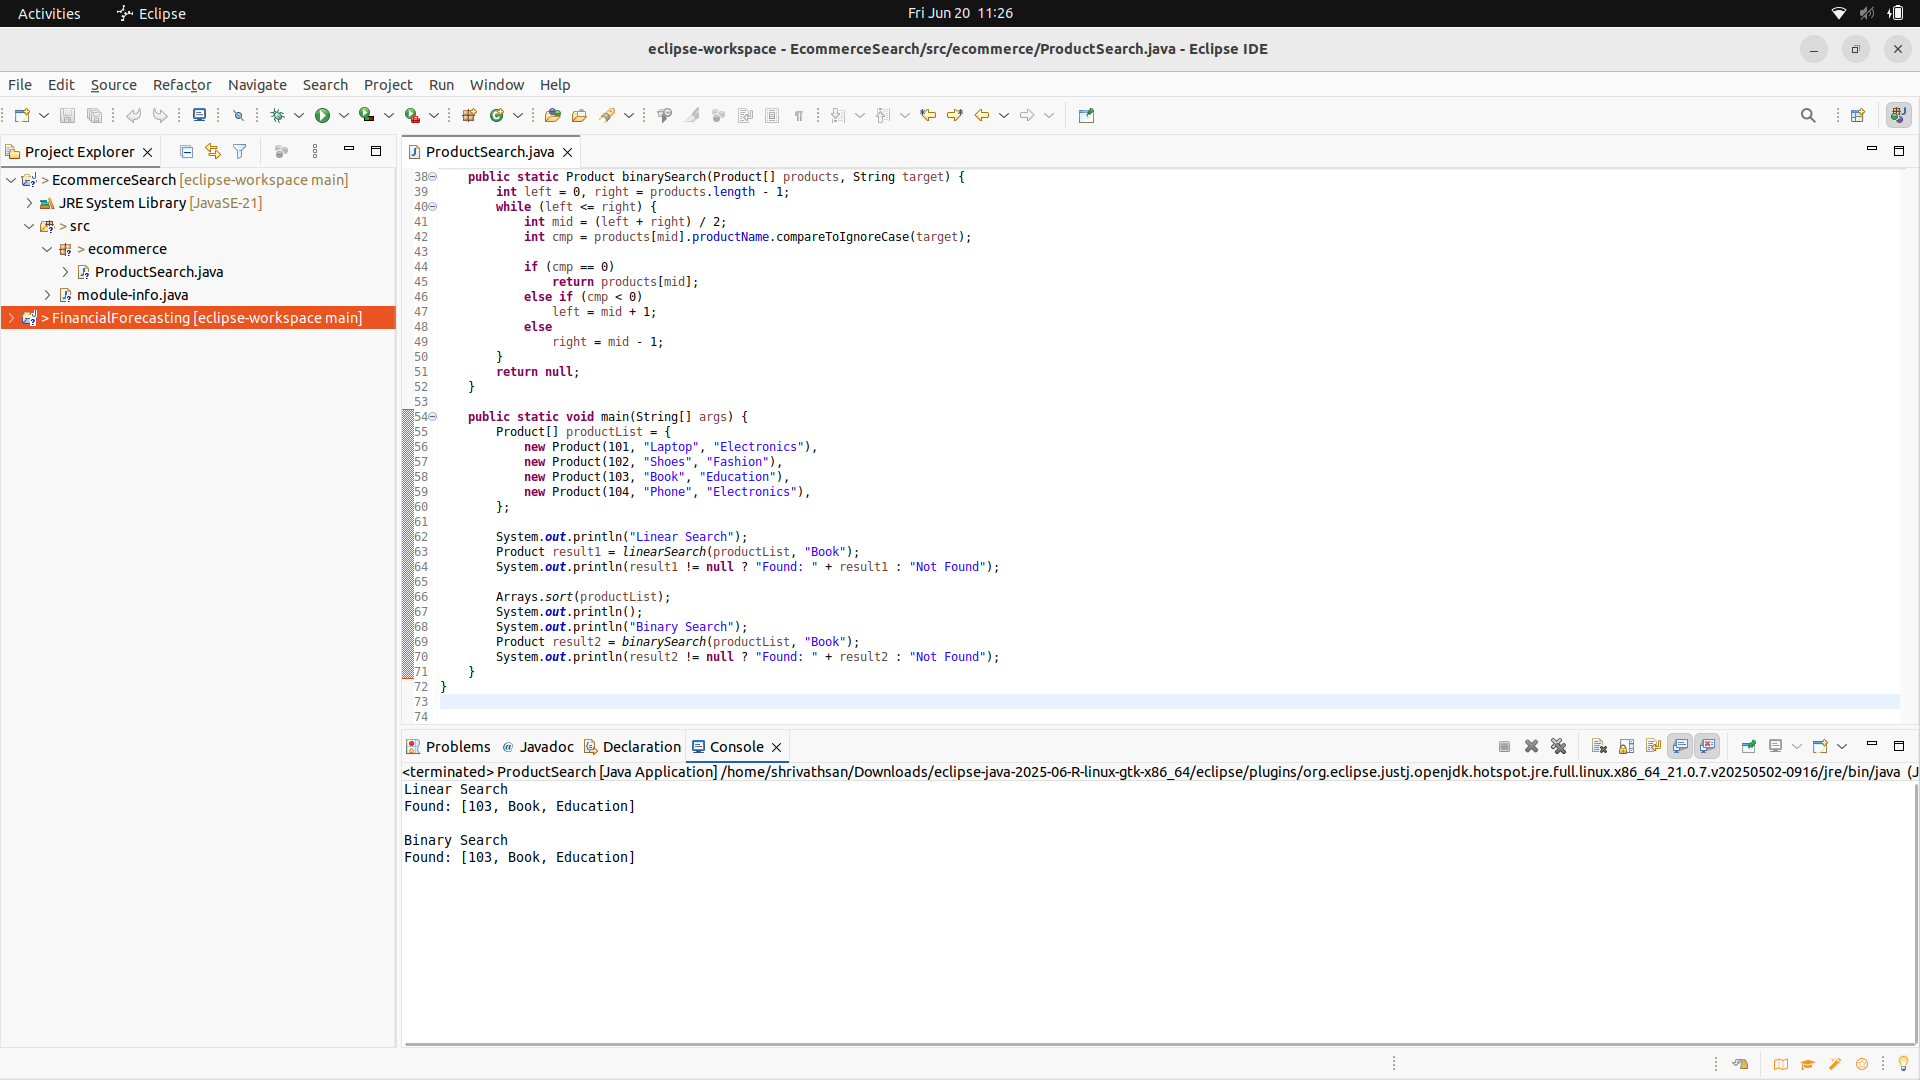 Activities Eclipse Fri Jun 20 11:26
eclipse-workspace - EcommerceSearch/src/ecommerce/ProductSearch.java - Eclipse IDE
File Edit Source Refactor Navigate Search Project Run Window Help
Project Explorer
> EcommerceSearch [eclipse-workspace main]
JRE System Library [JavaSE-21]
> src
> ecommerce
ProductSearch.java
module-info.java
> FinancialForecasting [eclipse-workspace main]
ProductSearch.java
38 public static Product binarySearch(Product[] products, String target) {
39 int left = 0, right = products.length - 1;
40 while (left <= right) {
41 int mid = (left + right) / 2;
42 int cmp = products[mid].productName.compareToIgnoreCase(target);
43
44 if (cmp == 0)
45 return products[mid];
46 else if (cmp < 0)
47 left = mid + 1;
48 else
49 right = mid - 1;
50 }
51 return null;
52 }
53
54 public static void main(String[] args) {
55 Product[] productList = {
56 new Product(101, "Laptop", "Electronics"),
57 new Product(102, "Shoes", "Fashion"),
58 new Product(103, "Book", "Education"),
59 new Product(104, "Phone", "Electronics"),
60 };
61
62 System.out.println("Linear Search");
63 Product result1 = linearSearch(productList, "Book");
64 System.out.println(result1 != null ? "Found: " + result1 : "Not Found");
65
66 Arrays.sort(productList);
67 System.out.println();
68 System.out.println("Binary Search");
69 Product result2 = binarySearch(productList, "Book");
70 System.out.println(result2 != null ? "Found: " + result2 : "Not Found");
71 }
72 }
73
74
Problems @ Javadoc Declaration Console
<terminated> ProductSearch [Java Application] /home/shrivathsan/Downloads/eclipse-java-2025-06-R-linux-gtk-x86_64/eclipse/plugins/org.eclipse.justj.openjdk.hotspot.jre.full.linux.x86_64_21.0.7.v20250502-0916/jre/bin/java (J
Linear Search
Found: [103, Book, Education]
Binary Search
Found: [103, Book, Education]